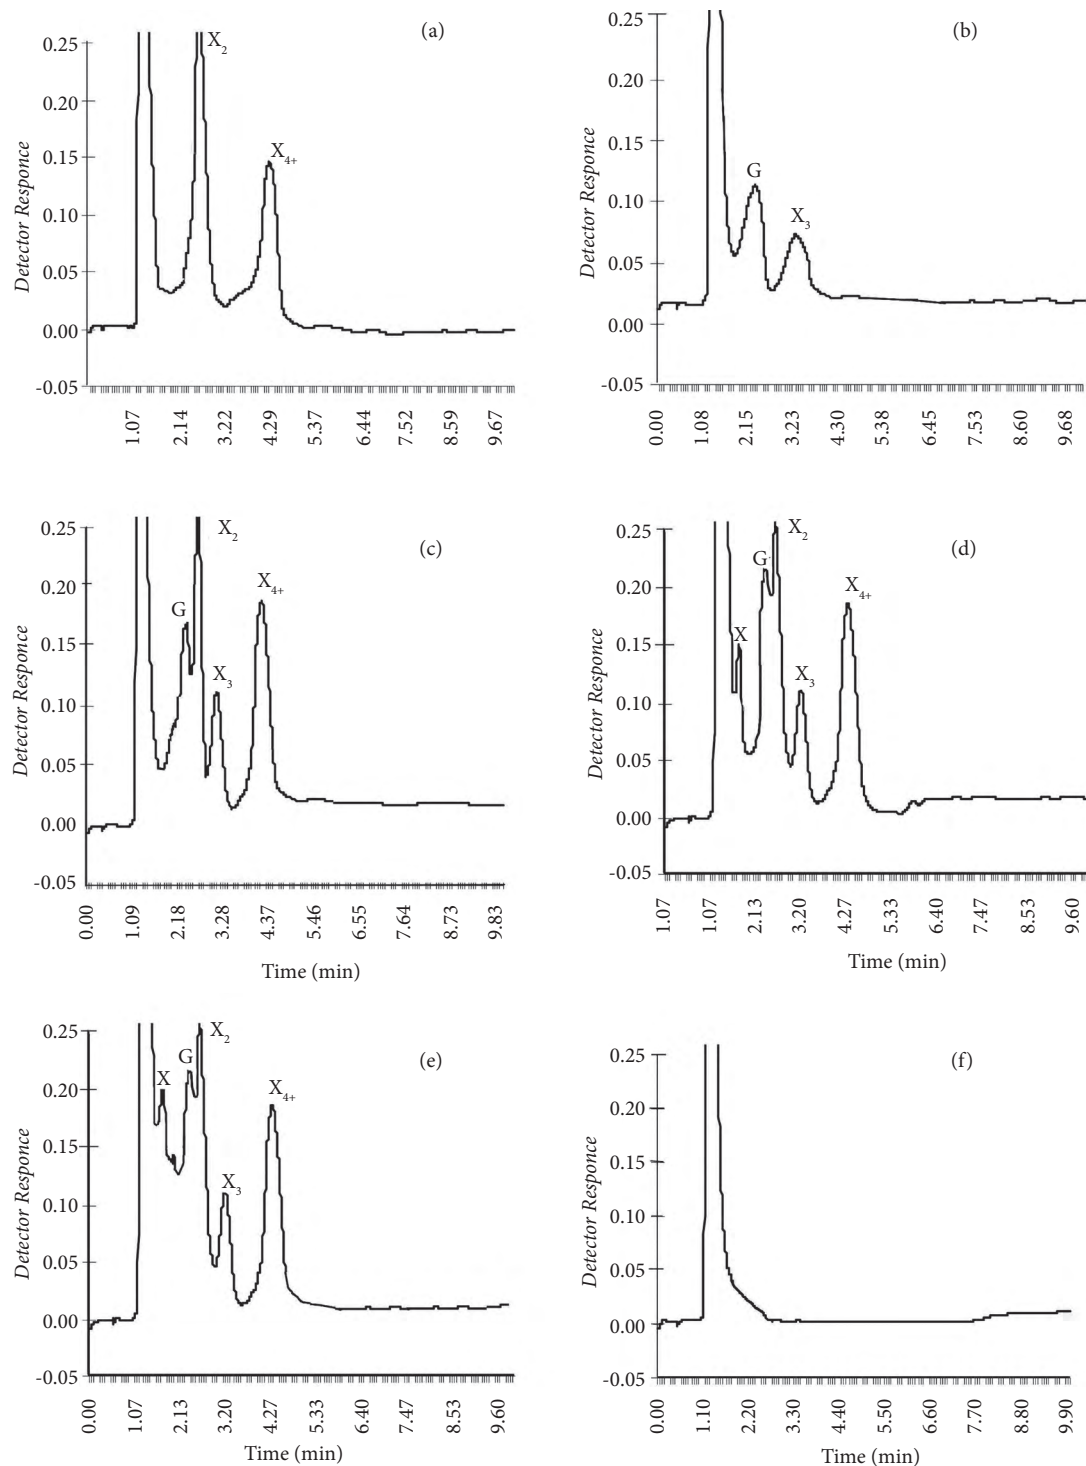 (a)
X2
X4+
0.25
0.20
0.15
0.10
0.05
0.00
-0.05
Detector Responce
1.07 2.14 3.22 4.29 5.37 6.44 7.52 8.59 9.67
(b)
G
X3
0.25
0.20
0.15
0.10
0.05
0.00
-0.05
Detector Responce
0.00 1.08 2.15 3.23 4.30 5.38 6.45 7.53 8.60 9.68
(c)
X2
G
X4+
X3
0.25
0.20
0.15
0.10
0.05
0.00
-0.05
Detector Responce
0.00 1.09 2.18 3.28 4.37 5.46 6.55 7.64 8.73 9.83
Time (min)
(d)
X2
G
X4+
X
X3
0.25
0.20
0.15
0.10
0.05
0.00
-0.05
Detector Responce
1.07 1.07 2.13 3.20 4.27 5.33 6.40 7.47 8.53 9.60
Time (min)
(e)
X2
G
X
X4+
X3
0.25
0.20
0.15
0.10
0.05
0.00
-0.05
Detector Responce
0.00 1.07 2.13 3.20 4.27 5.33 6.40 7.47 8.53 9.60
Time (min)
(f)
0.25
0.20
0.15
0.10
0.05
0.00
-0.05
Detector Responce
0.00 1.10 2.20 3.30 4.40 5.50 6.60 7.70 8.80 9.90
Time (min)